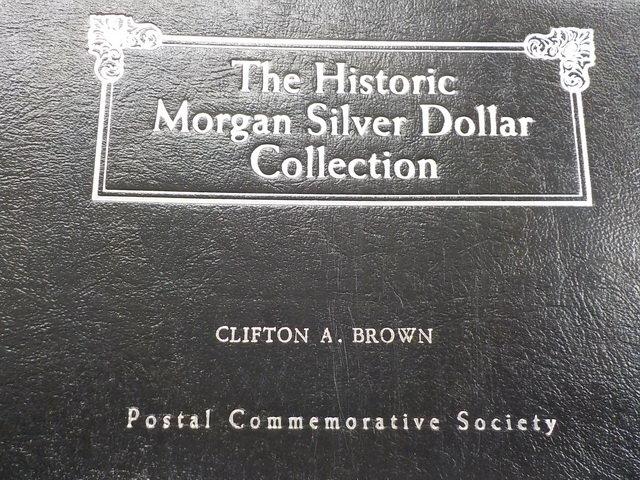 The Historic
Morgan Silver Dollar
Collection
CLIFTON A. BROWN
Postal Commemorative Society